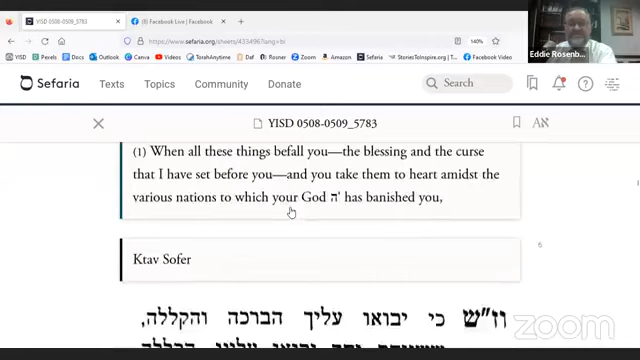 YISD 0508-0509_5783
(8) Facebook Live | Facebook
https://www.sefaria.org/sheets/433496?lang=bi
140%
YISD
Pexels
Outlook
Canva
Videos
TorahAnytime
Daf
Rosner
Zoom
Amazon
Sefaria
StoriesToInspire.org
Facebook Video
Eddie Rosenb...
Sefaria
Texts
Topics
Community
Donate
Search
YISD 0508-0509_5783
(1) When all these things befall you—the blessing and the curse
that I have set before you—and you take them to heart amidst the
various nations to which your God ה' has banished you,
6
Ktav Sofer
וז"ש כי יבואו עליך הברכה והקללה,
zoom